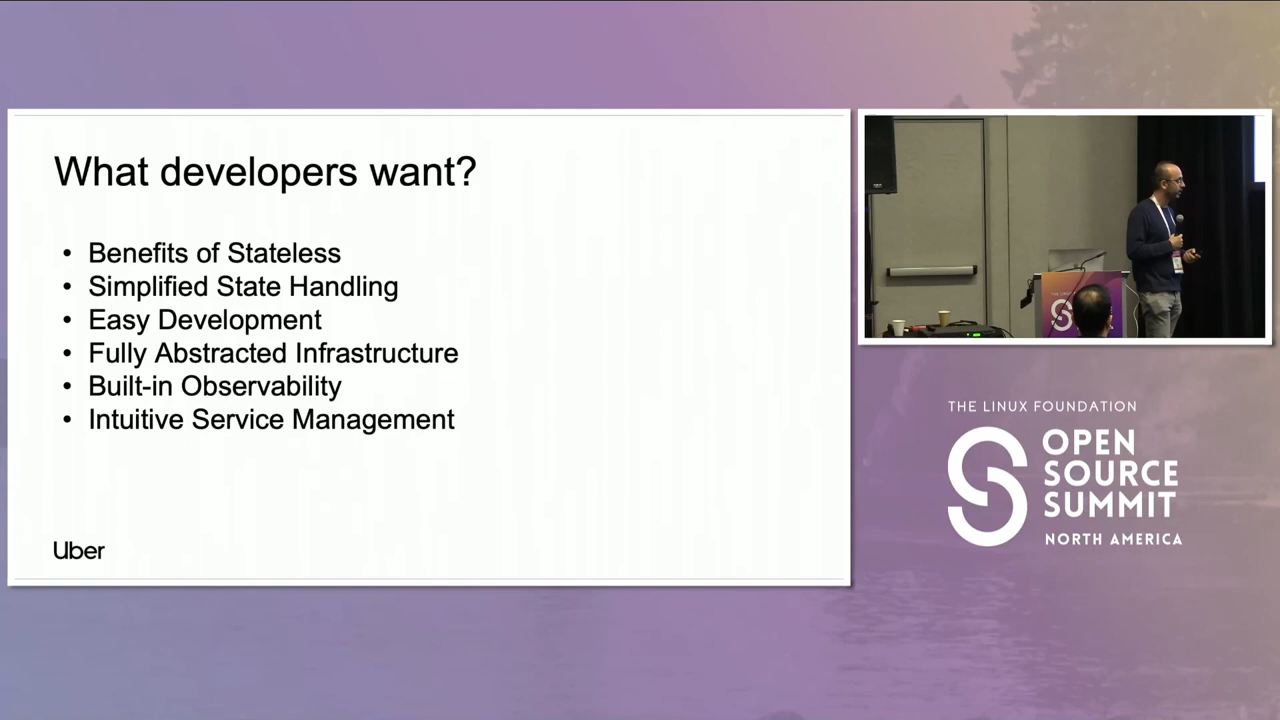 What developers want?
• Benefits of Stateless
• Simplified State Handling
• Easy Development
• Fully Abstracted Infrastructure
• Built-in Observability
• Intuitive Service Management
Uber
THE LINUX FOUNDATION
OPEN
SOURCE
SUMMIT
NORTH AMERICA